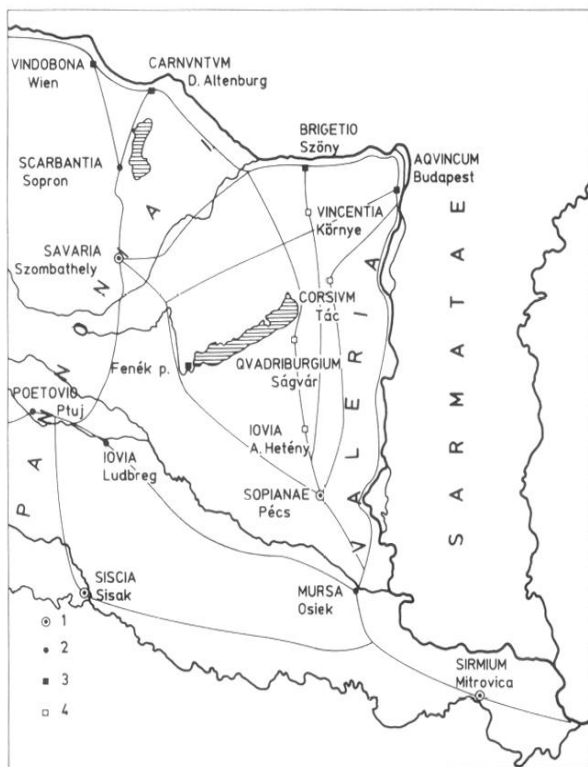 VINDOBONA
Wien
CARNVNTVM
D. Altenburg
SCARBANTIA
Sopron
BRIGETIO
Szöny
AQVINCUM
Budapest
VINCENTIA
Környe
SAVARIA
Szombathely
CORSIVM
Tác
Fenék p.
QVADRIBURGIUM
Ságvár
POETOVIO
Ptuj
IOVIA
Ludbreg
IOVIA
A. Hetény
SOPIANAE
Pécs
SISCIA
Sisak
MURSA
Osiek
SIRMIUM
Mitrovica
PANNONIA I
VALERIA
SARMATAE
1
2
3
4